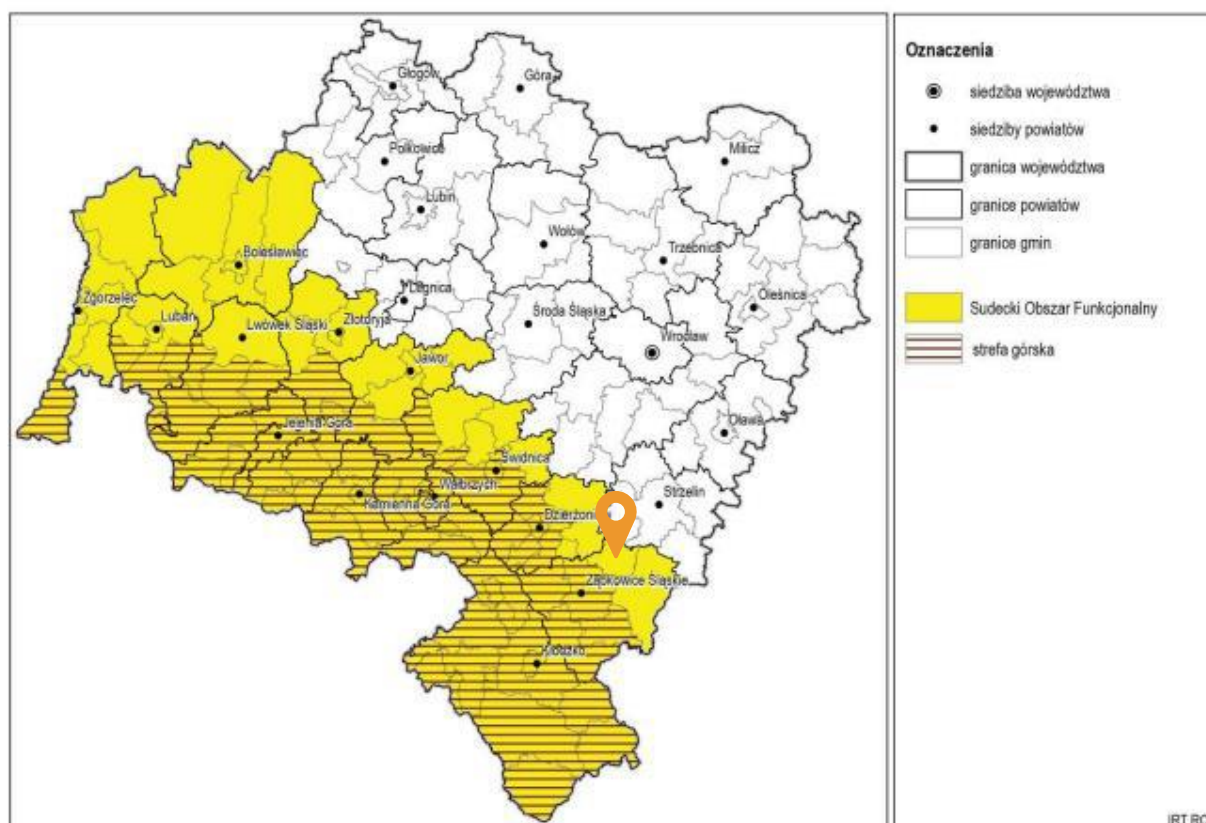 Głogów
Góra
Polkowice
Milicz
Lubin
Wołów
Trzebnica
Bolesławiec
Legnica
Oleśnica
Zgorzelec
Lubań
Lwówek Śląski
Złotoryja
Środa Śląska
Wrocław
Jawor
Jelenia Góra
Oława
Świdnica
Kamienna Góra
Wałbrzych
Strzelin
Ząbkowice Śląskie
Kłodzko
Oznaczenia
siedziba województwa
siedziby powiatów
granica województwa
granice powiatów
granice gmin
Sudecki Obszar Funkcjonalny
strefa górska